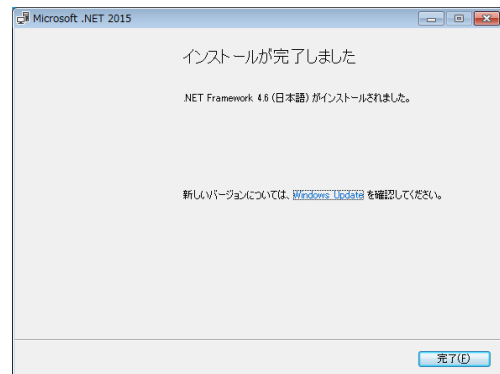 Microsoft .NET 2015
インストールが完了しました
.NET Framework 4.6 (日本語) がインストールされました。
新しいバージョンについては、Windows Update を確認してください。
完了(F)